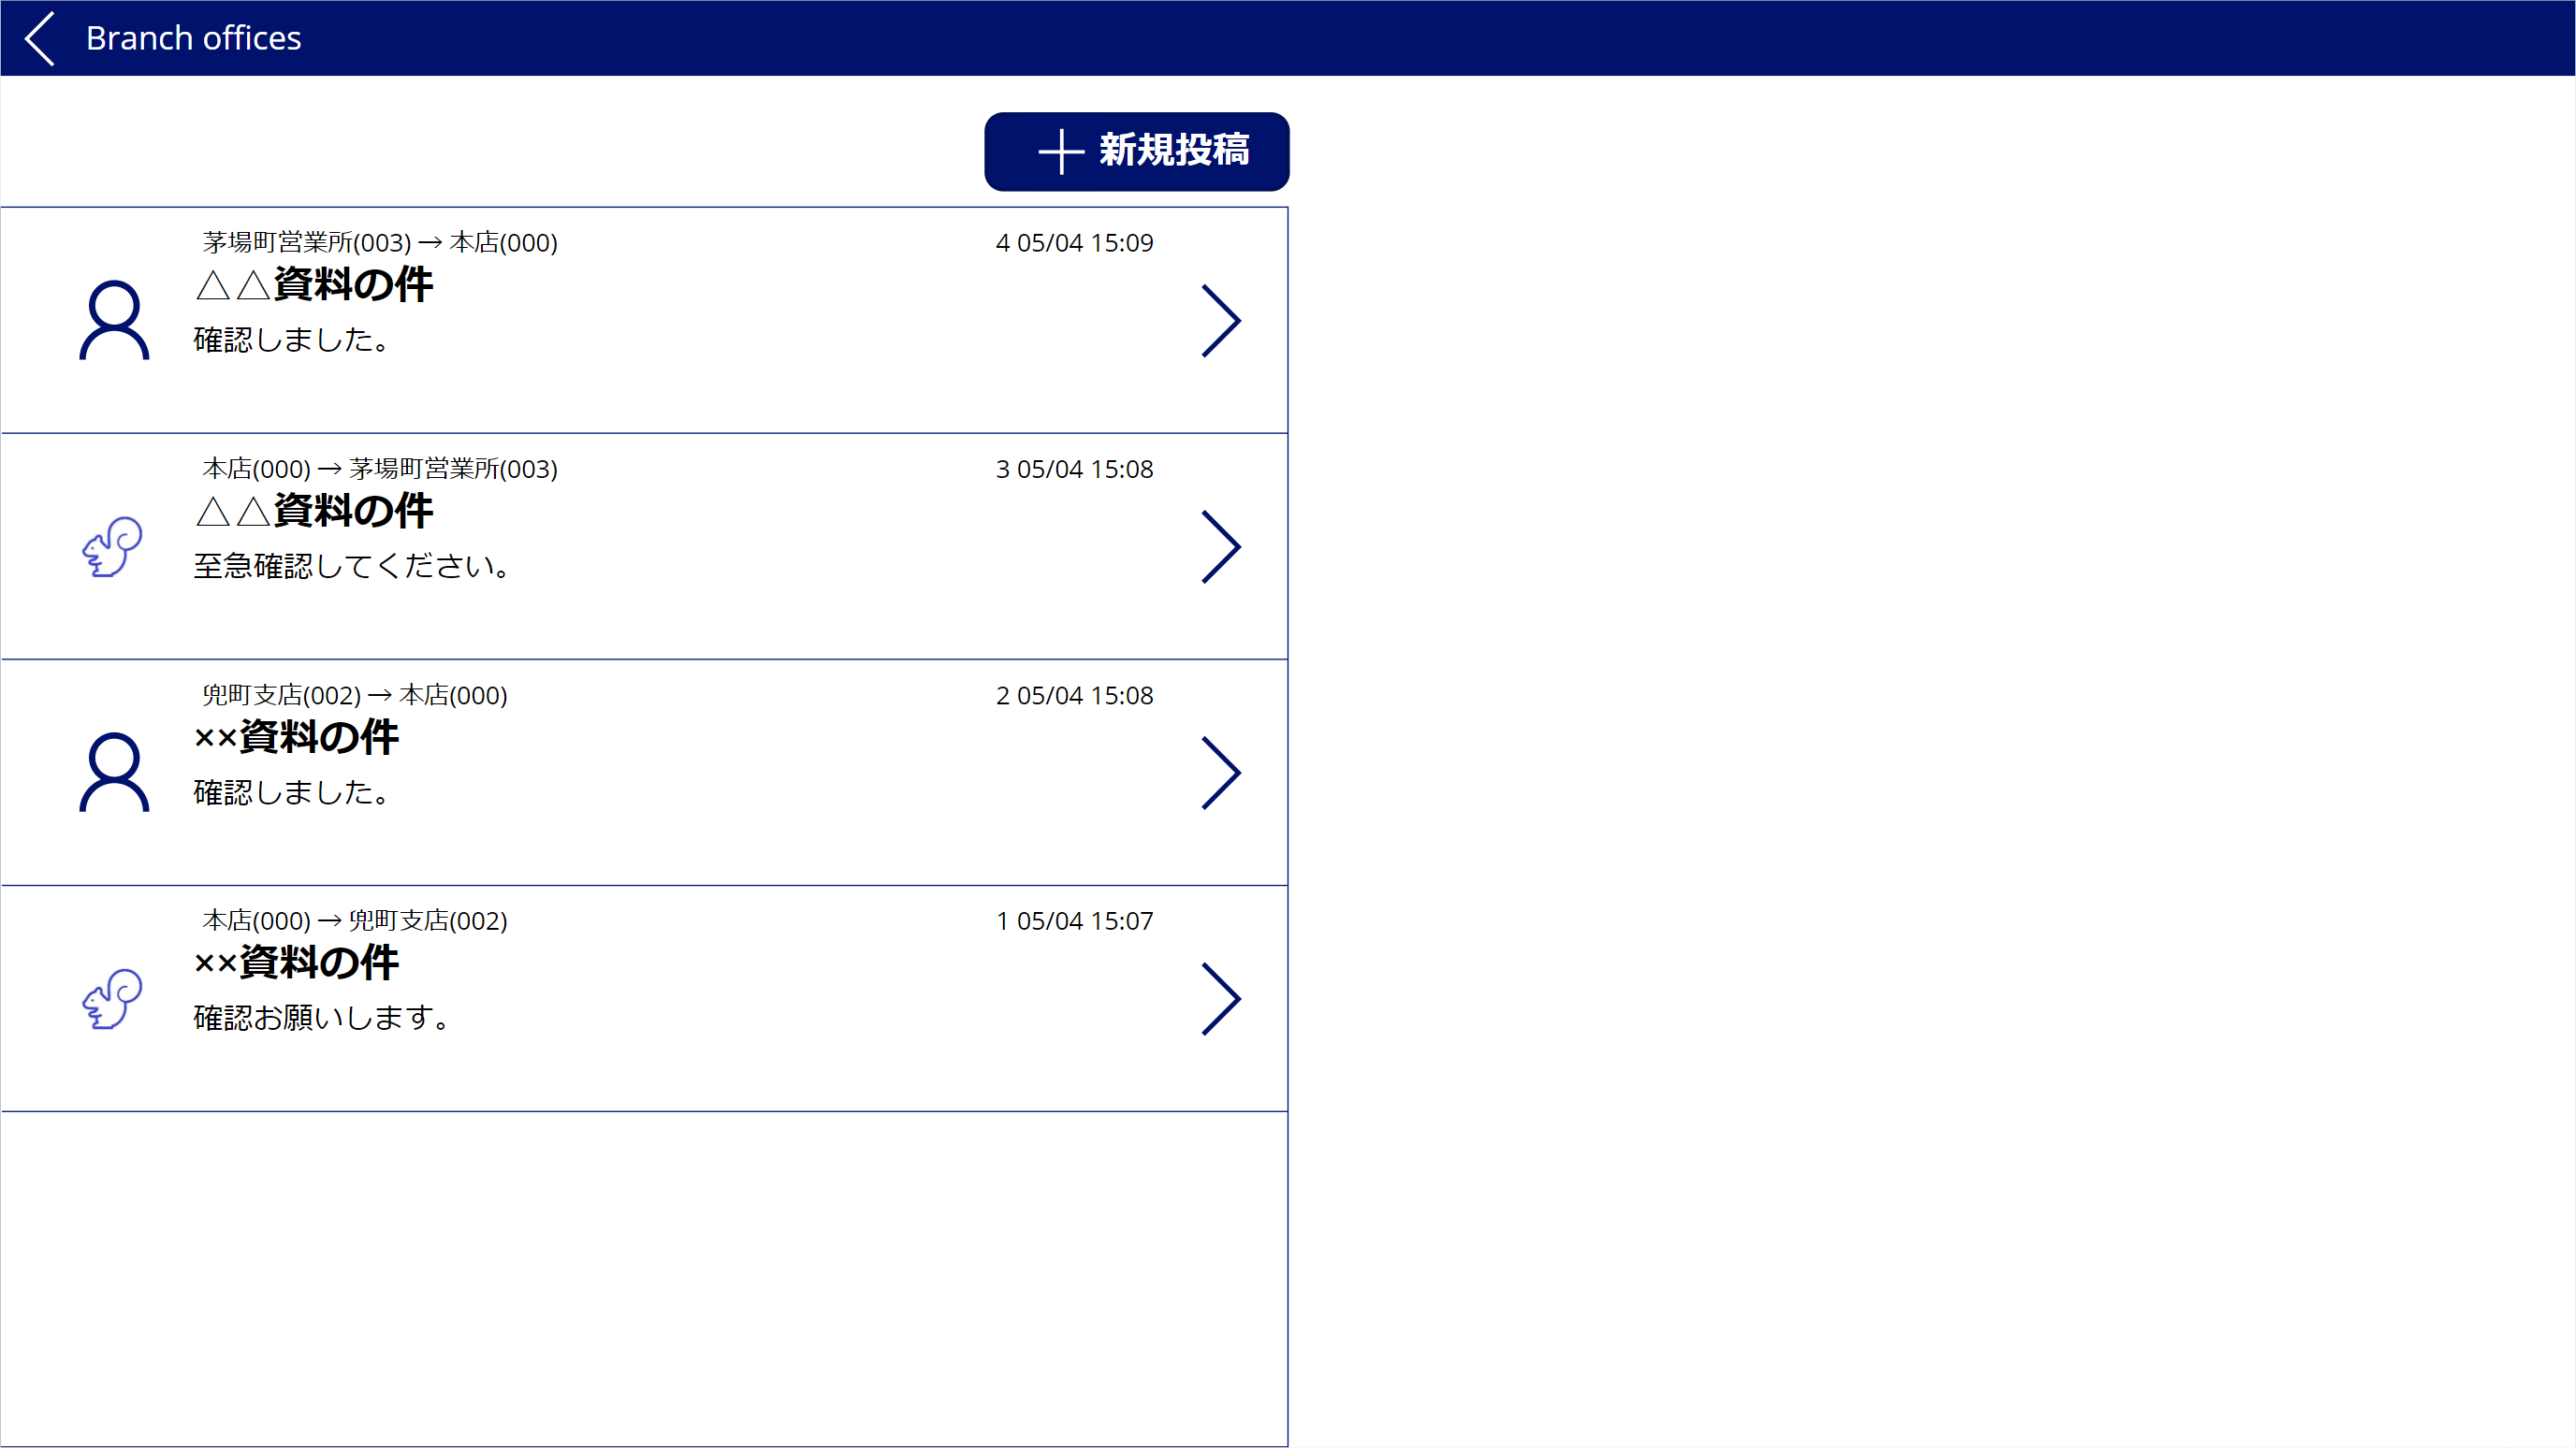 Branch offices
新規投稿
茅場町営業所(003) → 本店(000)
4 05/04 15:09
△△資料の件
確認しました。
本店(000) → 茅場町営業所(003)
3 05/04 15:08
△△資料の件
至急確認してください。
兜町支店(002) → 本店(000)
2 05/04 15:08
××資料の件
確認しました。
本店(000) → 兜町支店(002)
1 05/04 15:07
××資料の件
確認お願いします。